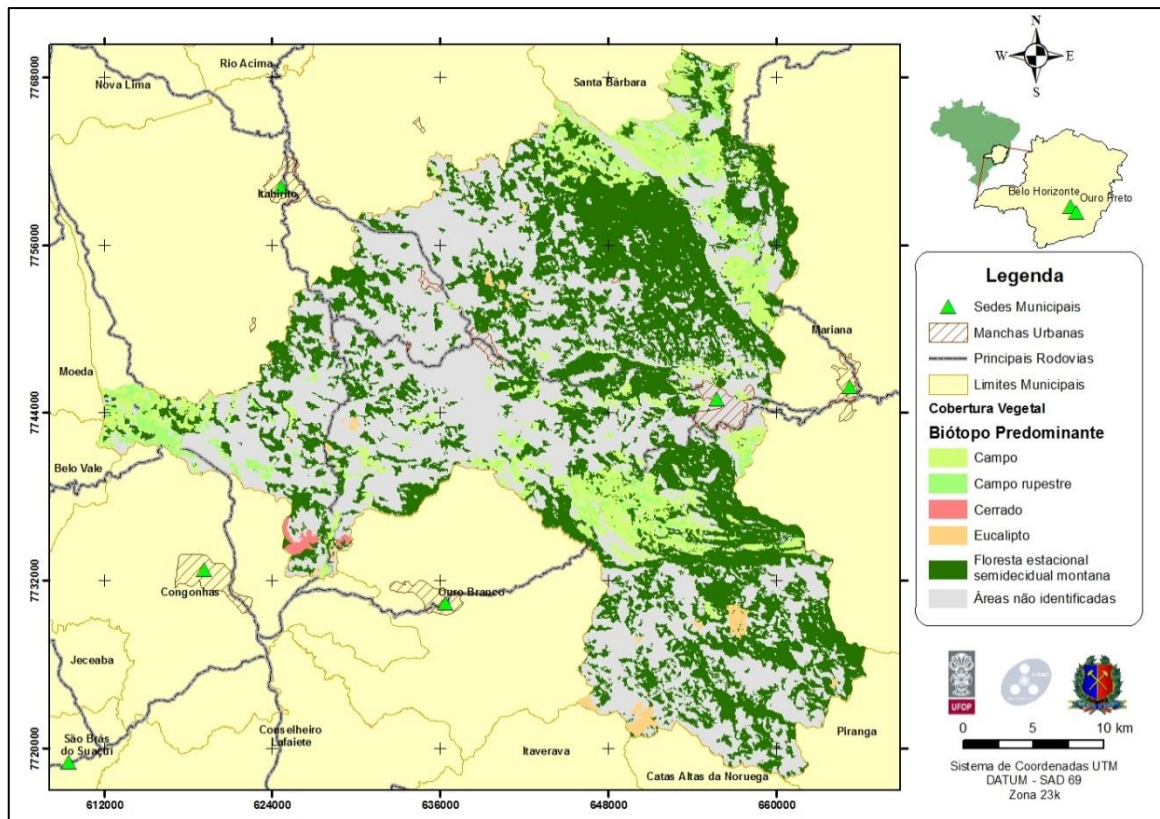 Rio Acima
Nova Lima
Santa Bárbara
Itabirito
Mariana
Moeda
Belo Vale
Congonhas
Ouro Branco
Jeceaba
São Brás
do Suaçuí
Conselheiro
Lafaiete
Itaverava
Catas Altas da Noruega
Piranga
7768000
7756000
7744000
7732000
7720000
612000
624000
636000
648000
660000
N
W
E
S
Belo Horizonte
Ouro Preto
Legenda
Sedes Municipais
Manchas Urbanas
Principais Rodovias
Limites Municipais
Cobertura Vegetal
Biótopo Predominante
Campo
Campo rupestre
Cerrado
Eucalipto
Floresta estacional
semidecidual montana
Áreas não identificadas
UFOP
0 5 10 km
Sistema de Coordenadas UTM
DATUM - SAD 69
Zona 23k